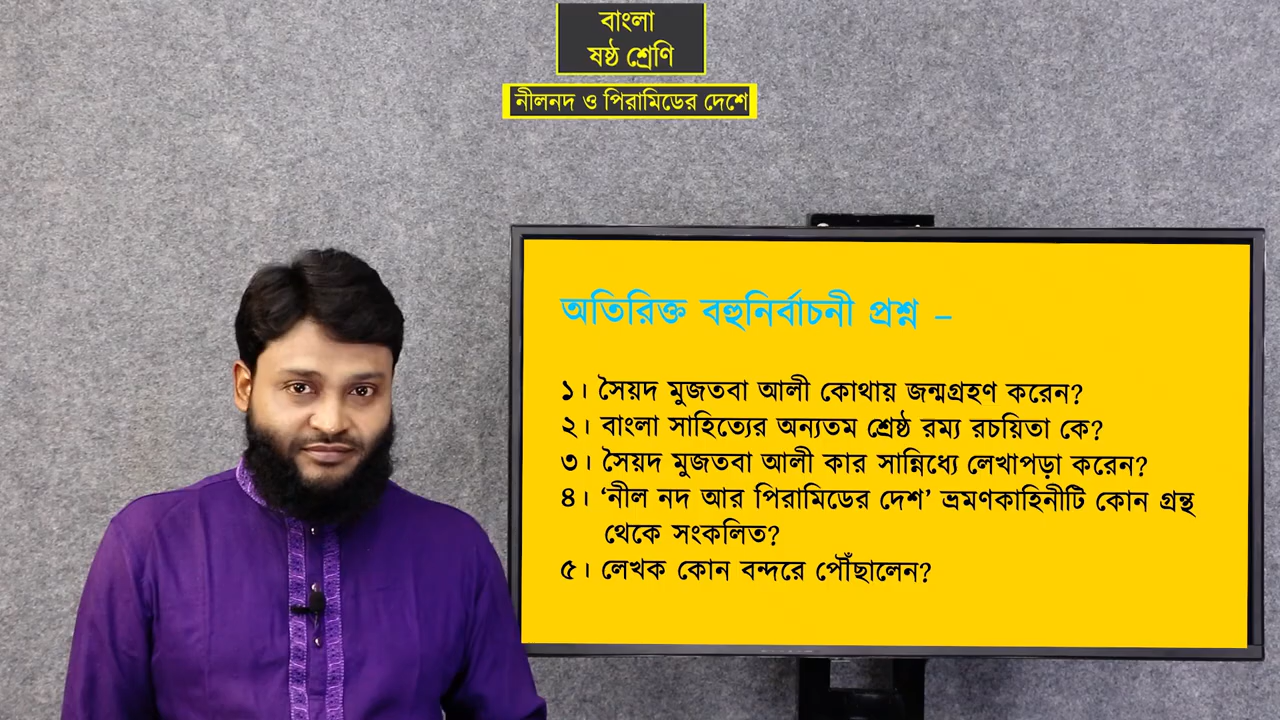 বাংলা
ষষ্ঠ শ্রেণি
নীলনদ ও পিরামিডের দেশে
অতিরিক্ত বহুনির্বাচনী প্রশ্ন –
১। সৈয়দ মুজতবা আলী কোথায় জন্মগ্রহণ করেন?
২। বাংলা সাহিত্যের অন্যতম শ্রেষ্ঠ রম্য রচয়িতা কে?
৩। সৈয়দ মুজতবা আলী কার সান্নিধ্যে লেখাপড়া করেন?
৪। ‘নীল নদ আর পিরামিডের দেশ’ ভ্রমণকাহিনীটি কোন গ্রন্থ
থেকে সংকলিত?
৫। লেখক কোন বন্দরে পৌঁছালেন?